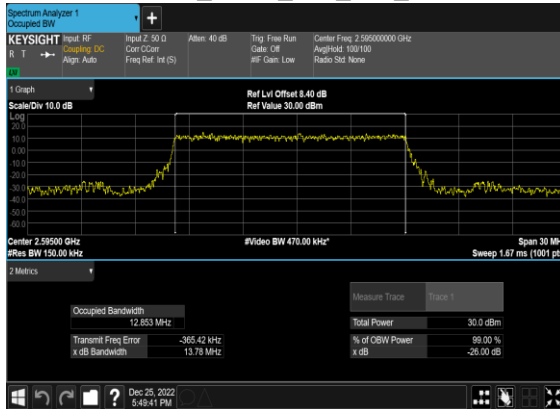 Spectrum Analyzer 1
Occupied BW
KEYSIGHT Input: RF Input Z: 50 Ω Atten: 40 dB Trig: Free Run Center Freq: 2.595000000 GHz
R T Coupling: DC Corr CCorr Gate: Off Avg|Hold: 100/100
Align: Auto Freq Ref: Int (S) #IF Gain: Low Radio Std: None
1 Graph
Ref Lvl Offset 8.40 dB
Scale/Div 10.0 dB Ref Value 30.00 dBm
Log
20.0
10.0
0.00
-10.0
-20.0
-30.0
-40.0
-50.0
-60.0
Center 2.59500 GHz #Video BW 470.00 kHz* Span 30 MH
#Res BW 150.00 kHz Sweep 1.67 ms (1001 pts
2 Metrics
Measure Trace Trace 1
Occupied Bandwidth
12.853 MHz Total Power 30.0 dBm
Transmit Freq Error -365.42 kHz % of OBW Power 99.00 %
x dB Bandwidth 13.78 MHz x dB -26.00 dB
? Dec 25, 2022
5:49:41 PM